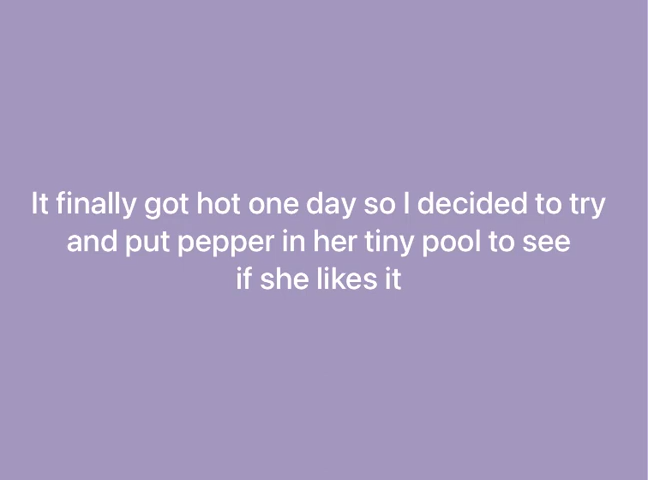 It finally got hot one day so I decided to try
and put pepper in her tiny pool to see
if she likes it